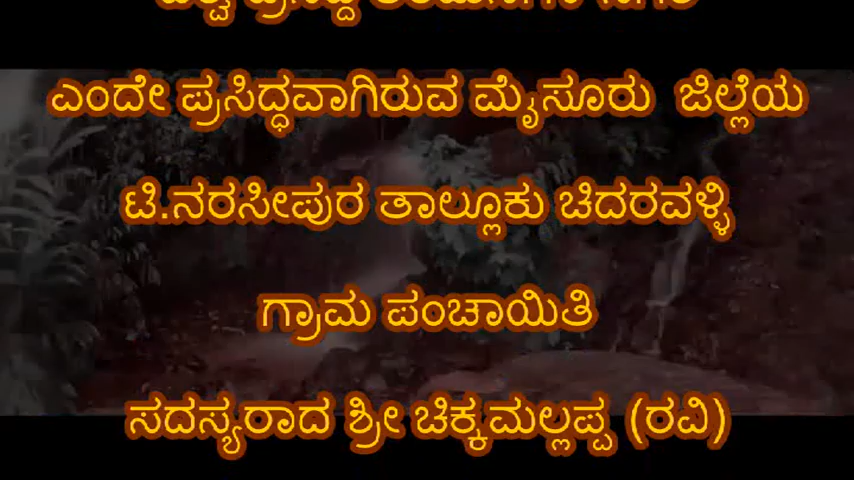 ಎಂದೇ ಪ್ರಸಿದ್ಧವಾಗಿರುವ ಮೈಸೂರು ಜಿಲ್ಲೆಯ
ಟಿ.ನರಸೀಪುರ ತಾಲ್ಲೂಕು ಚಿದರವಳ್ಳಿ
ಗ್ರಾಮ ಪಂಚಾಯಿತಿ
ಸದಸ್ಯರಾದ ಶ್ರೀ ಚಿಕ್ಕಮಲ್ಲಪ್ಪ (ರವಿ)